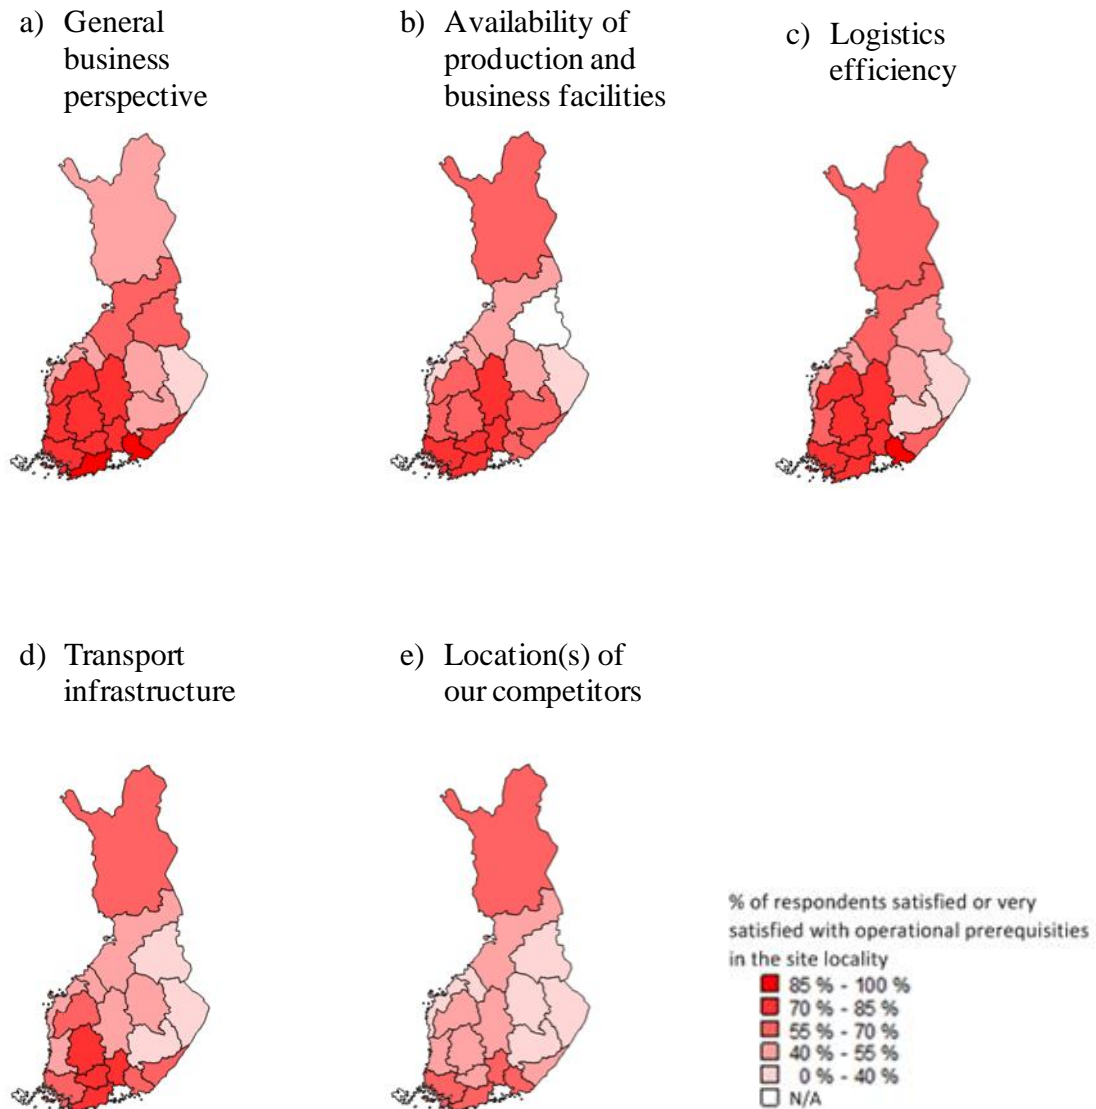 a) General
business
perspective
b) Availability of
production and
business facilities
c) Logistics
efficiency
d) Transport
infrastructure
e) Location(s) of
our competitors
% of respondents satisfied or very
satisfied with operational prerequisities
in the site locality
85 % - 100 %
70 % - 85 %
55 % - 70 %
40 % - 55 %
0 % - 40 %
N/A